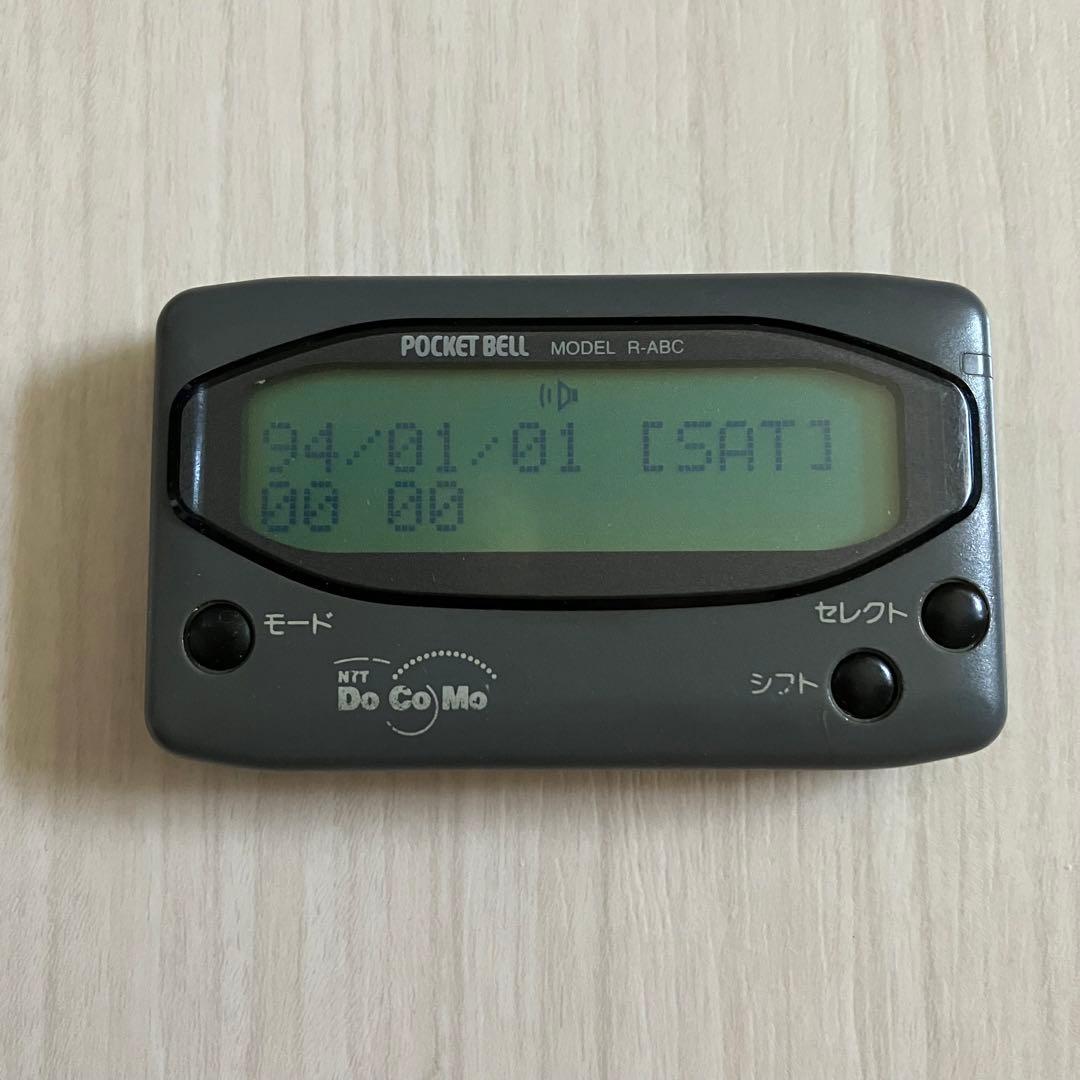 POCKET BELL MODEL R-ABC
94/01/01 [SAT]
00 00
モード
セレクト
シフト
NTT
DoCoMo